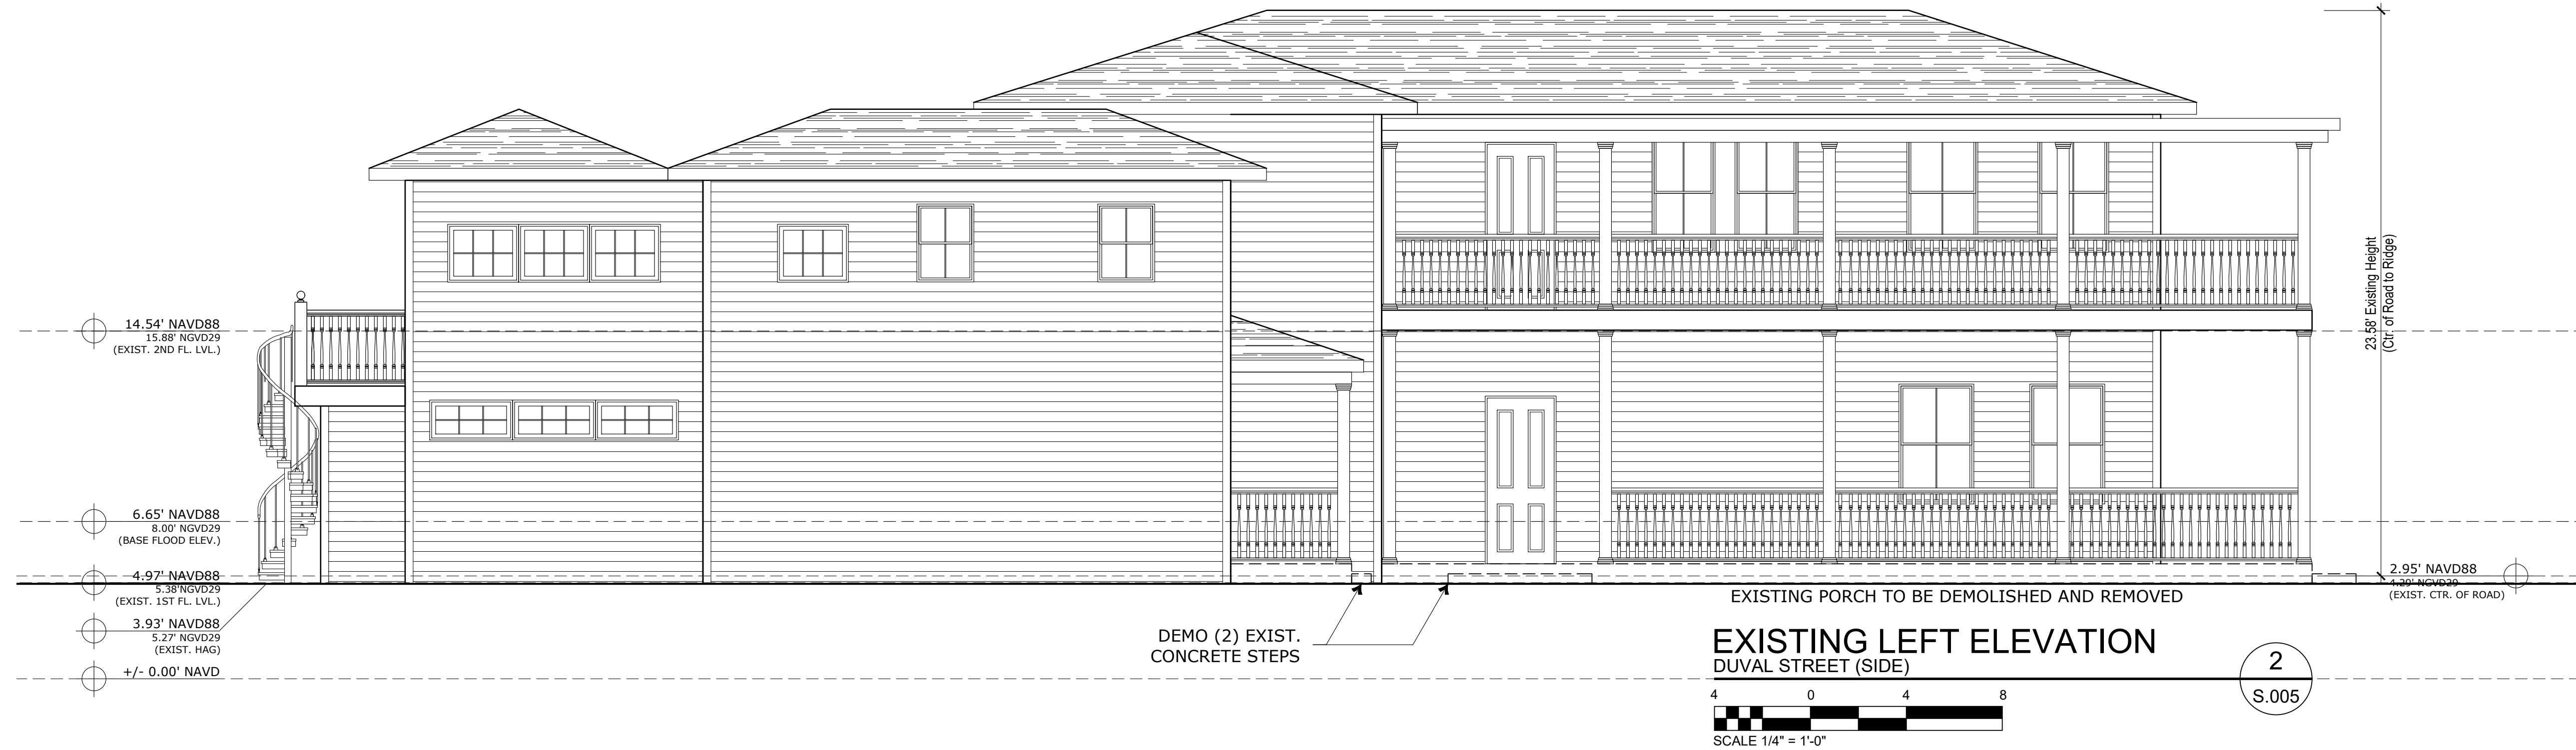 23.58' Existing Height
(Ctr. of Road to Ridge)
14.54' NAVD88
15.88' NGVD29
(EXIST. 2ND FL. LVL.)
6.65' NAVD88
8.00' NGVD29
(BASE FLOOD ELEV.)
4.97' NAVD88
5.38'NGVD29
(EXIST. 1ST FL. LVL.)
3.93' NAVD88
5.27' NGVD29
(EXIST. HAG)
+/- 0.00' NAVD
2.95' NAVD88
4.29' NGVD29
(EXIST. CTR. OF ROAD)
EXISTING PORCH TO BE DEMOLISHED AND REMOVED
DEMO (2) EXIST.
CONCRETE STEPS
EXISTING LEFT ELEVATION
DUVAL STREET (SIDE)
2
S.005
4 0 4 8
SCALE 1/4" = 1'-0"